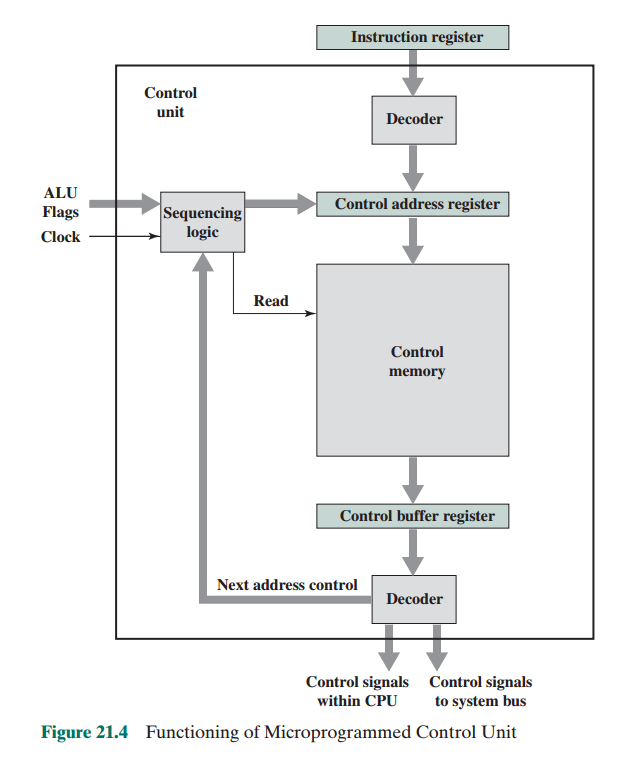 Instruction register
Control
unit
Decoder
ALU
Flags
Clock
Sequencing
logic
Control address register
Read
Control
memory
Control buffer register
Next address control
Decoder
Control signals
within CPU
Control signals
to system bus
Figure 21.4 Functioning of Microprogrammed Control Unit